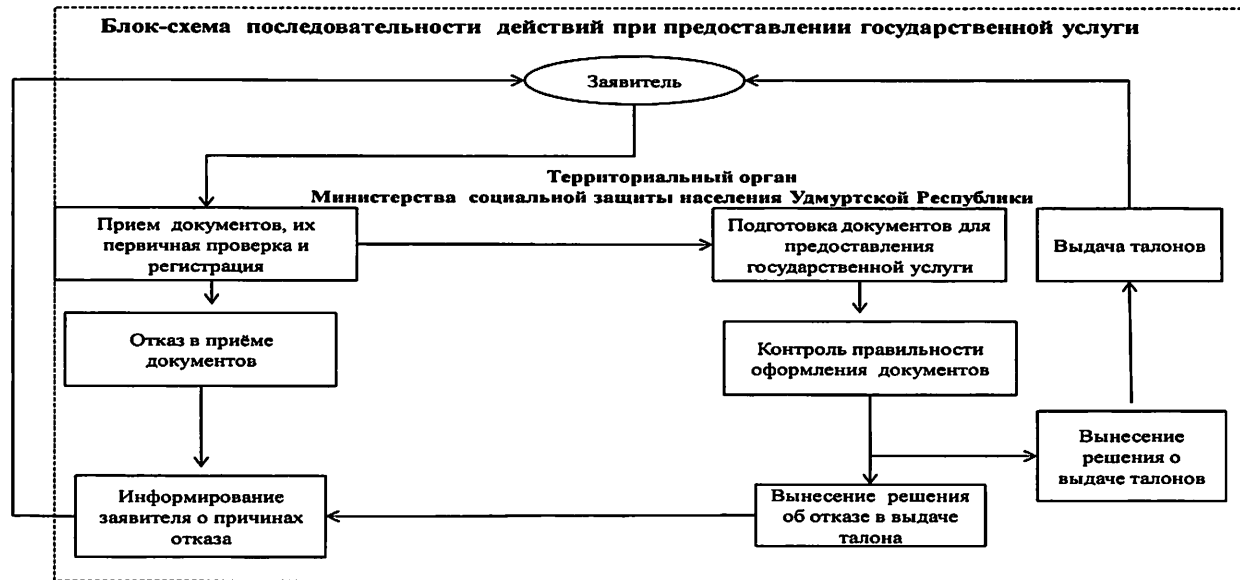 Блок-схема последовательности действий при предоставлении государственной услуги
Заявитель
Территориальный орган
Министерства социальной защиты населения Удмуртской Республики
Прием документов, их
первичная проверка и
регистрация
Подготовка документов для
предоставления
государственной услуги
Выдача талонов
Отказ в приёме
документов
Контроль правильности
оформления документов
Вынесение
решения о
выдаче талонов
Информирование
заявителя о причинах
отказа
Вынесение решения
об отказе в выдаче
талона